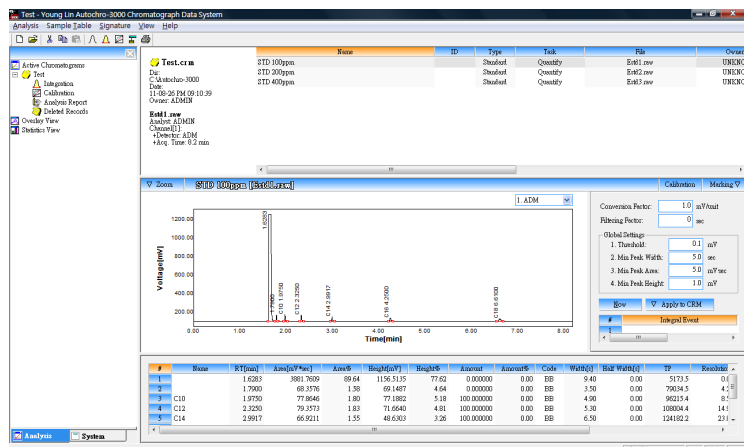 Test - Young Lin Autochro-3000 Chromatograph Data System
Analysis Sample Table Signature View Help
Active Chromatograms
Test
Integration
Calibration
Analysis Report
Deleted Records
Overlay View
Statistics View
Test.crm
Dir:
C:\Autochro-3000
Date:
11-08-26 PM 09:10:39
Owner: ADMIN
Estd1.raw
Analyst: ADMIN
Channel[1]:
+Detector: ADM
+Acq. Time: 8.2 min
Name ID Type Task File Owner
STD 100ppm Standard Quantify Estd1.raw UNKNO
STD 200ppm Standard Quantify Estd2.raw UNKNO
STD 400ppm Standard Quantify Estd3.raw UNKNO
Zoom STD 100ppm [Estd1.raw] Calibration Marking
1. ADM
Voltage[mV]
1200.00
1000.00
800.00
600.00
400.00
200.00
1.6283
1.7900
C10 1.9750
C12 2.3250
C14 2.9917
C16 4.2500
C18 6.6100
0.00 1.00 2.00 3.00 4.00 5.00 6.00 7.00 8.00
Time[min]
Conversion Factor: 1.0 mV/unit
Filtering Factor: 0 sec
Global Settings
1. Threshold: 0.1 mV
2. Min Peak Width: 5.0 sec
3. Min Peak Area: 5.0 mV sec
4. Min Peak Height: 1.0 mV
Now Apply to CRM
# Integral Event
# Name RT[min] Area[mV*sec] Area% Height[mV] Height% Amount Amount% Code Width[s] Half Width[s] TP Resolutio
1 1.6283 3881.7609 89.64 1156.5135 77.62 0.000000 0.00 BB 9.40 0.00 5173.5
2 1.7900 68.3576 1.58 69.1487 4.64 0.000000 0.00 BB 3.50 0.00 79034.5
3 C10 1.9750 77.8646 1.80 77.1882 5.18 100.000000 0.00 BB 4.90 0.00 96215.4
4 C12 2.3250 79.3573 1.83 71.6640 4.81 100.000000 0.00 BB 5.30 0.00 108004.4
5 C14 2.9917 66.9211 1.55 48.6303 3.26 100.000000 0.00 BB 6.50 0.00 124182.2
Analysis System